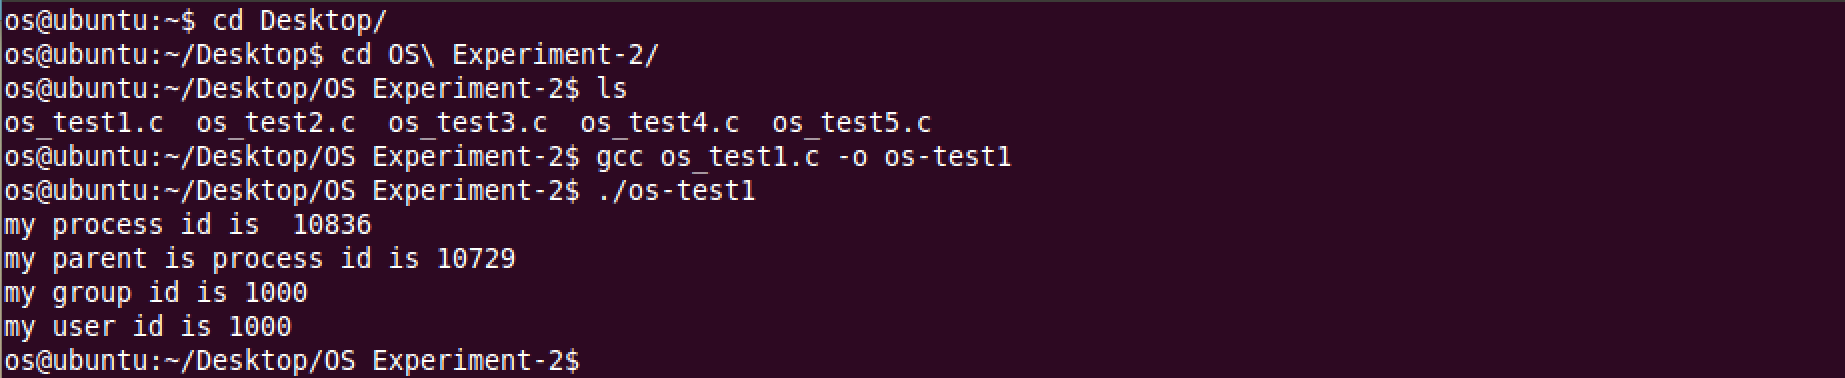 os@ubuntu:~$ cd Desktop/
os@ubuntu:~/Desktop$ cd OS\ Experiment-2/
os@ubuntu:~/Desktop/OS Experiment-2$ ls
os_test1.c  os_test2.c  os_test3.c  os_test4.c  os_test5.c
os@ubuntu:~/Desktop/OS Experiment-2$ gcc os_test1.c -o os-test1
os@ubuntu:~/Desktop/OS Experiment-2$ ./os-test1
my process id is  10836
my parent is process id is 10729
my group id is 1000
my user id is 1000
os@ubuntu:~/Desktop/OS Experiment-2$